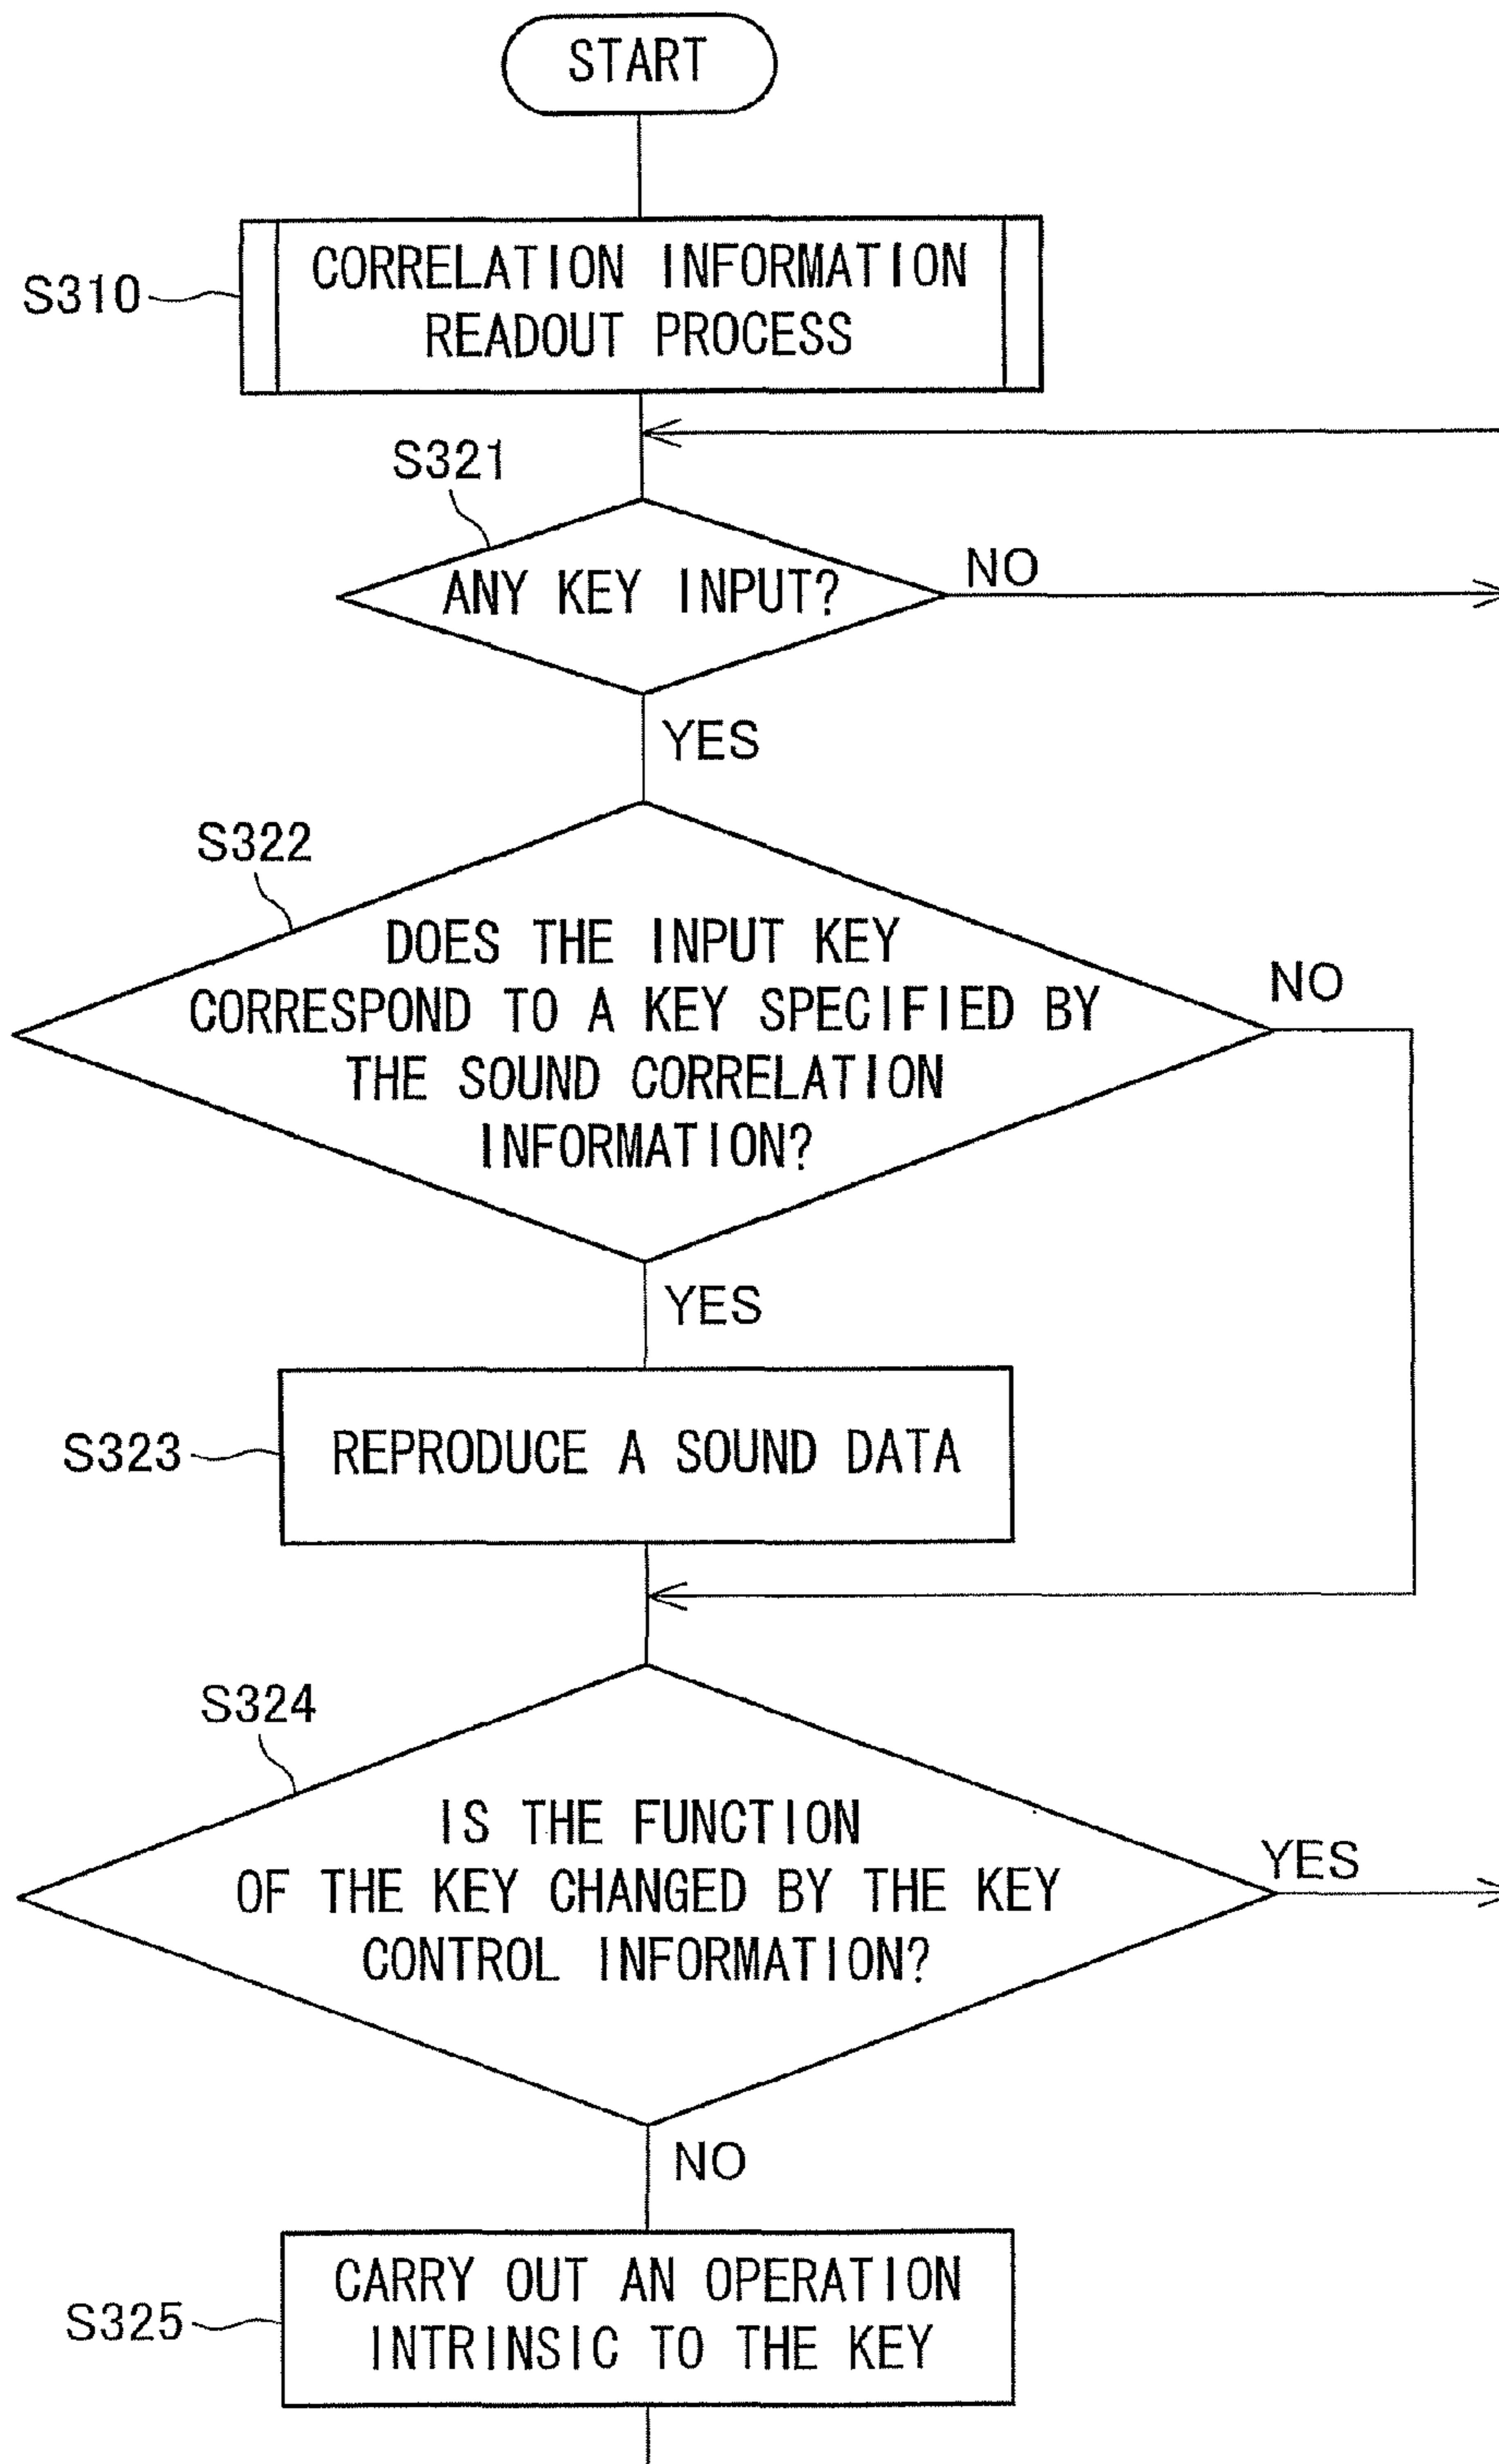 START
S310
CORRELATION INFORMATION
READOUT PROCESS
S321
ANY KEY INPUT?
NO
YES
S322
DOES THE INPUT KEY
CORRESPOND TO A KEY SPECIFIED BY
THE SOUND CORRELATION
INFORMATION?
NO
YES
S323
REPRODUCE A SOUND DATA
S324
IS THE FUNCTION
OF THE KEY CHANGED BY THE KEY
CONTROL INFORMATION?
YES
NO
S325
CARRY OUT AN OPERATION
INTRINSIC TO THE KEY